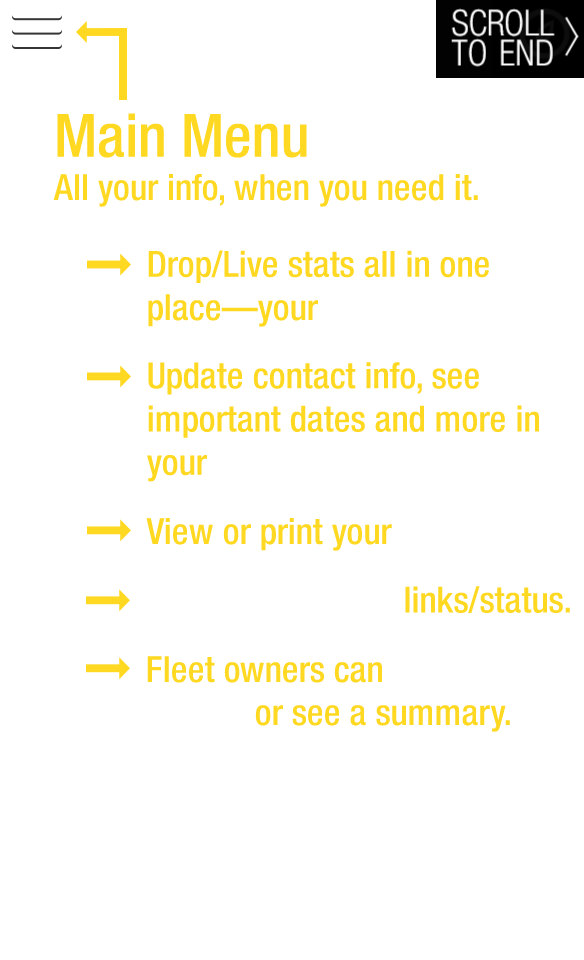 SCROLL
TO END
Main Menu
All your info, when you need it.
Drop/Live stats all in one
place—your
Update contact info, see
important dates and more in
your
View or print your
links/status.
Fleet owners can
or see a summary.